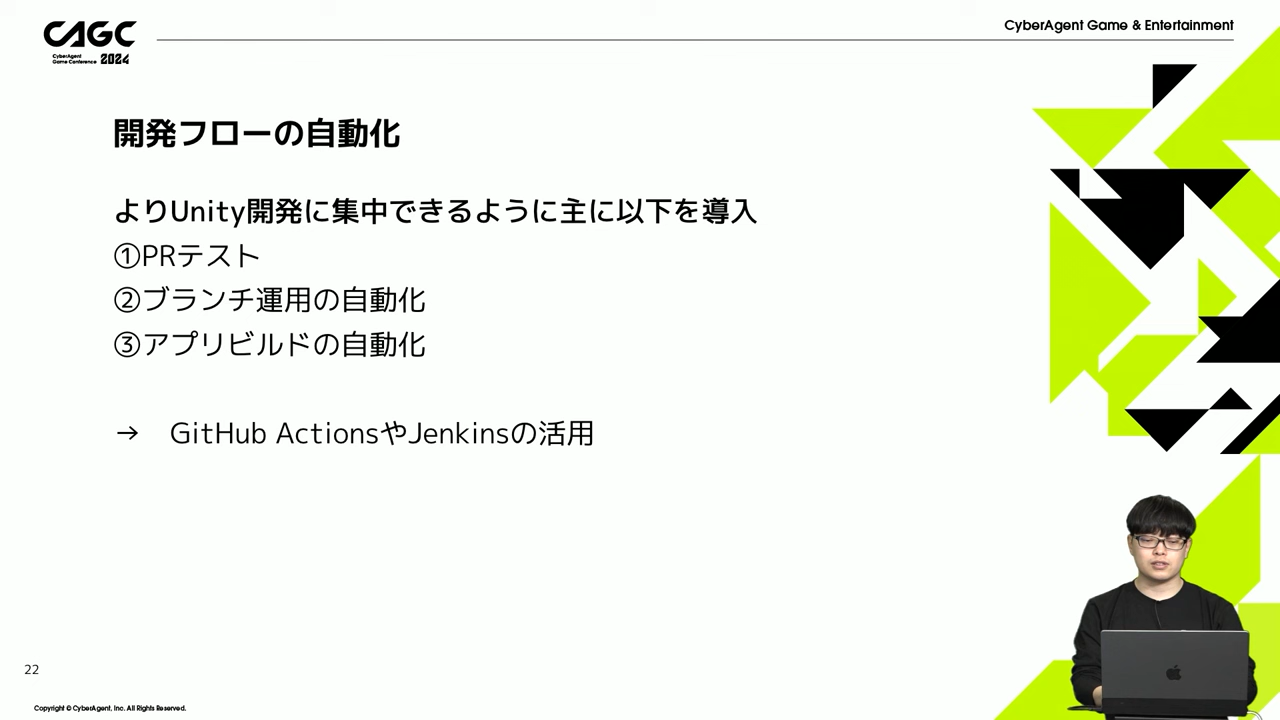 CAGC
CyberAgent
Game Conference 2024
CyberAgent Game & Entertainment
開発フローの自動化
よりUnity開発に集中できるように主に以下を導入
①PRテスト
②ブランチ運用の自動化
③アプリビルドの自動化
→ GitHub ActionsやJenkinsの活用
22
Copyright © CyberAgent, Inc. All Rights Reserved.